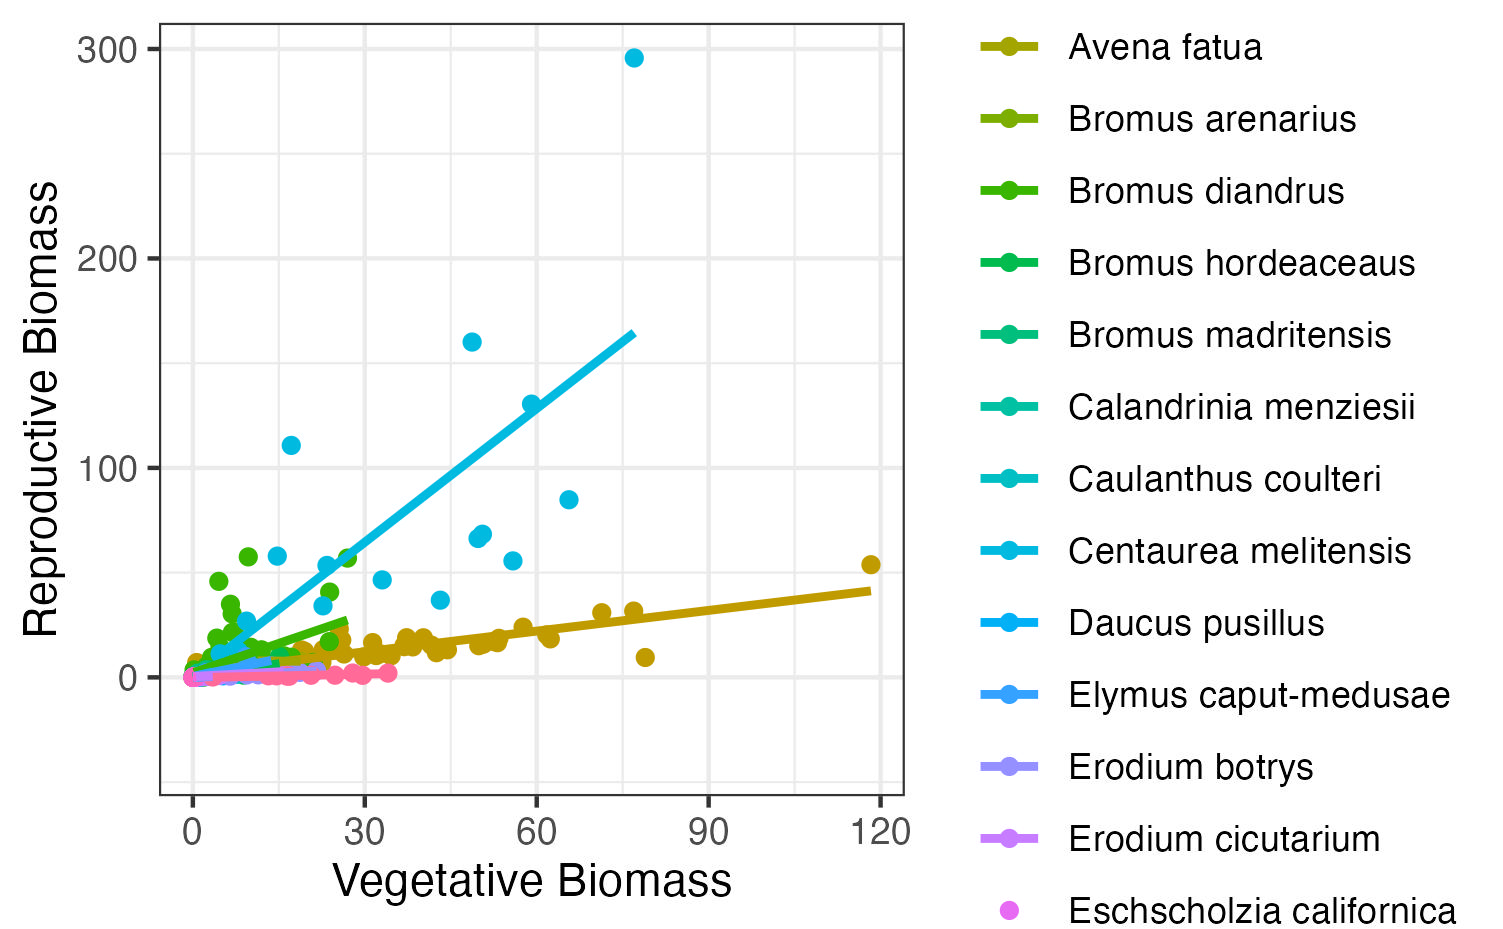 300
200
100
0
0 30 60 90 120
Vegetative Biomass
Reproductive Biomass
Avena fatua
Bromus arenarius
Bromus diandrus
Bromus hordeaceaus
Bromus madritensis
Calandrinia menziesii
Caulanthus coulteri
Centaurea melitensis
Daucus pusillus
Elymus caput-medusae
Erodium botrys
Erodium cicutarium
Eschscholzia californica